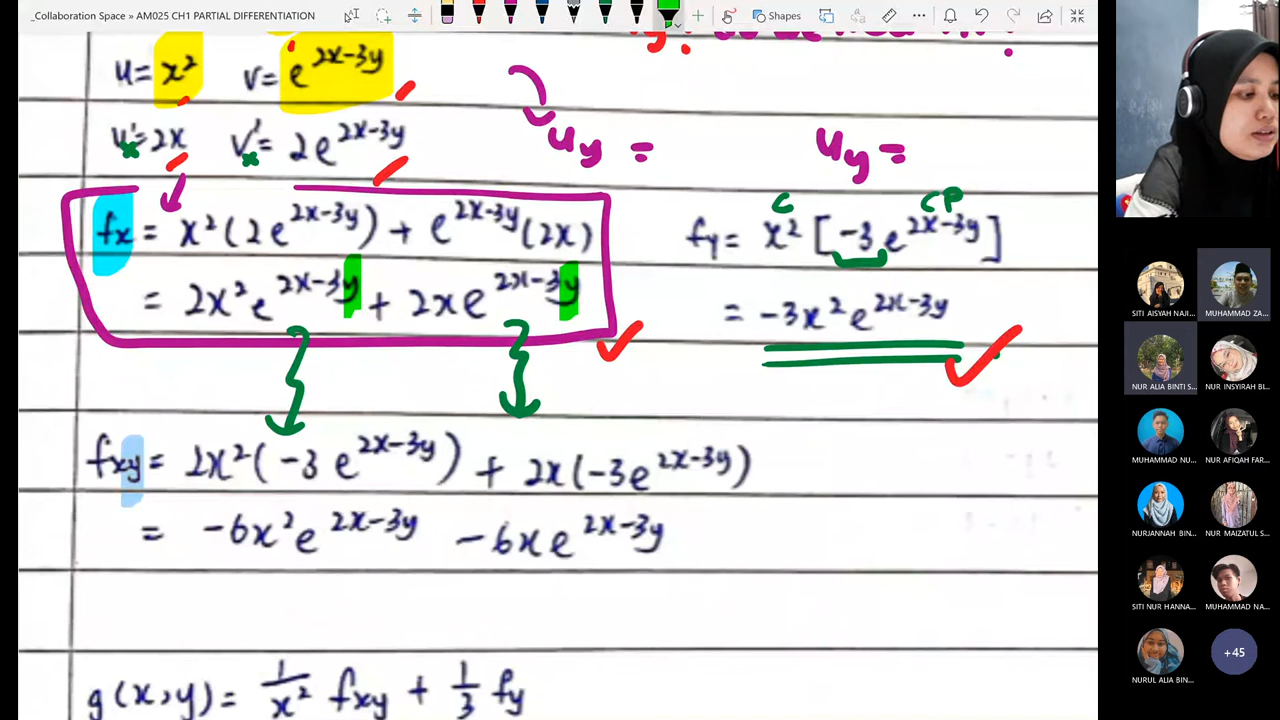 _Collaboration Space » AM025 CH1 PARTIAL DIFFERENTIATION
Shapes
u = x² v = e^{2x-3y}
u' = 2x v' = 2e^{2x-3y}
u_y = u_y =
fx = x²(2e^{2x-3y}) + e^{2x-3y}(2x)
= 2x²e^{2x-3y} + 2xe^{2x-3y}
C CP
fy = x²[-3e^{2x-3y}]
= -3x²e^{2x-3y}
fxy = 2x²(-3e^{2x-3y}) + 2x(-3e^{2x-3y})
= -6x²e^{2x-3y} -6xe^{2x-3y}
g(x,y) = 1/x² fxy + 1/3 fy
SITI AISYAH NAJI...
MUHAMMAD ZA...
NUR ALIA BINTI S...
NUR INSYIRAH BI...
MUHAMMAD NU...
NUR AFIQAH FAR...
NURJANNAH BIN...
NUR MAIZATUL S...
SITI NUR HANNA...
MUHAMMAD NA...
NURUL ALIA BIN...
+45